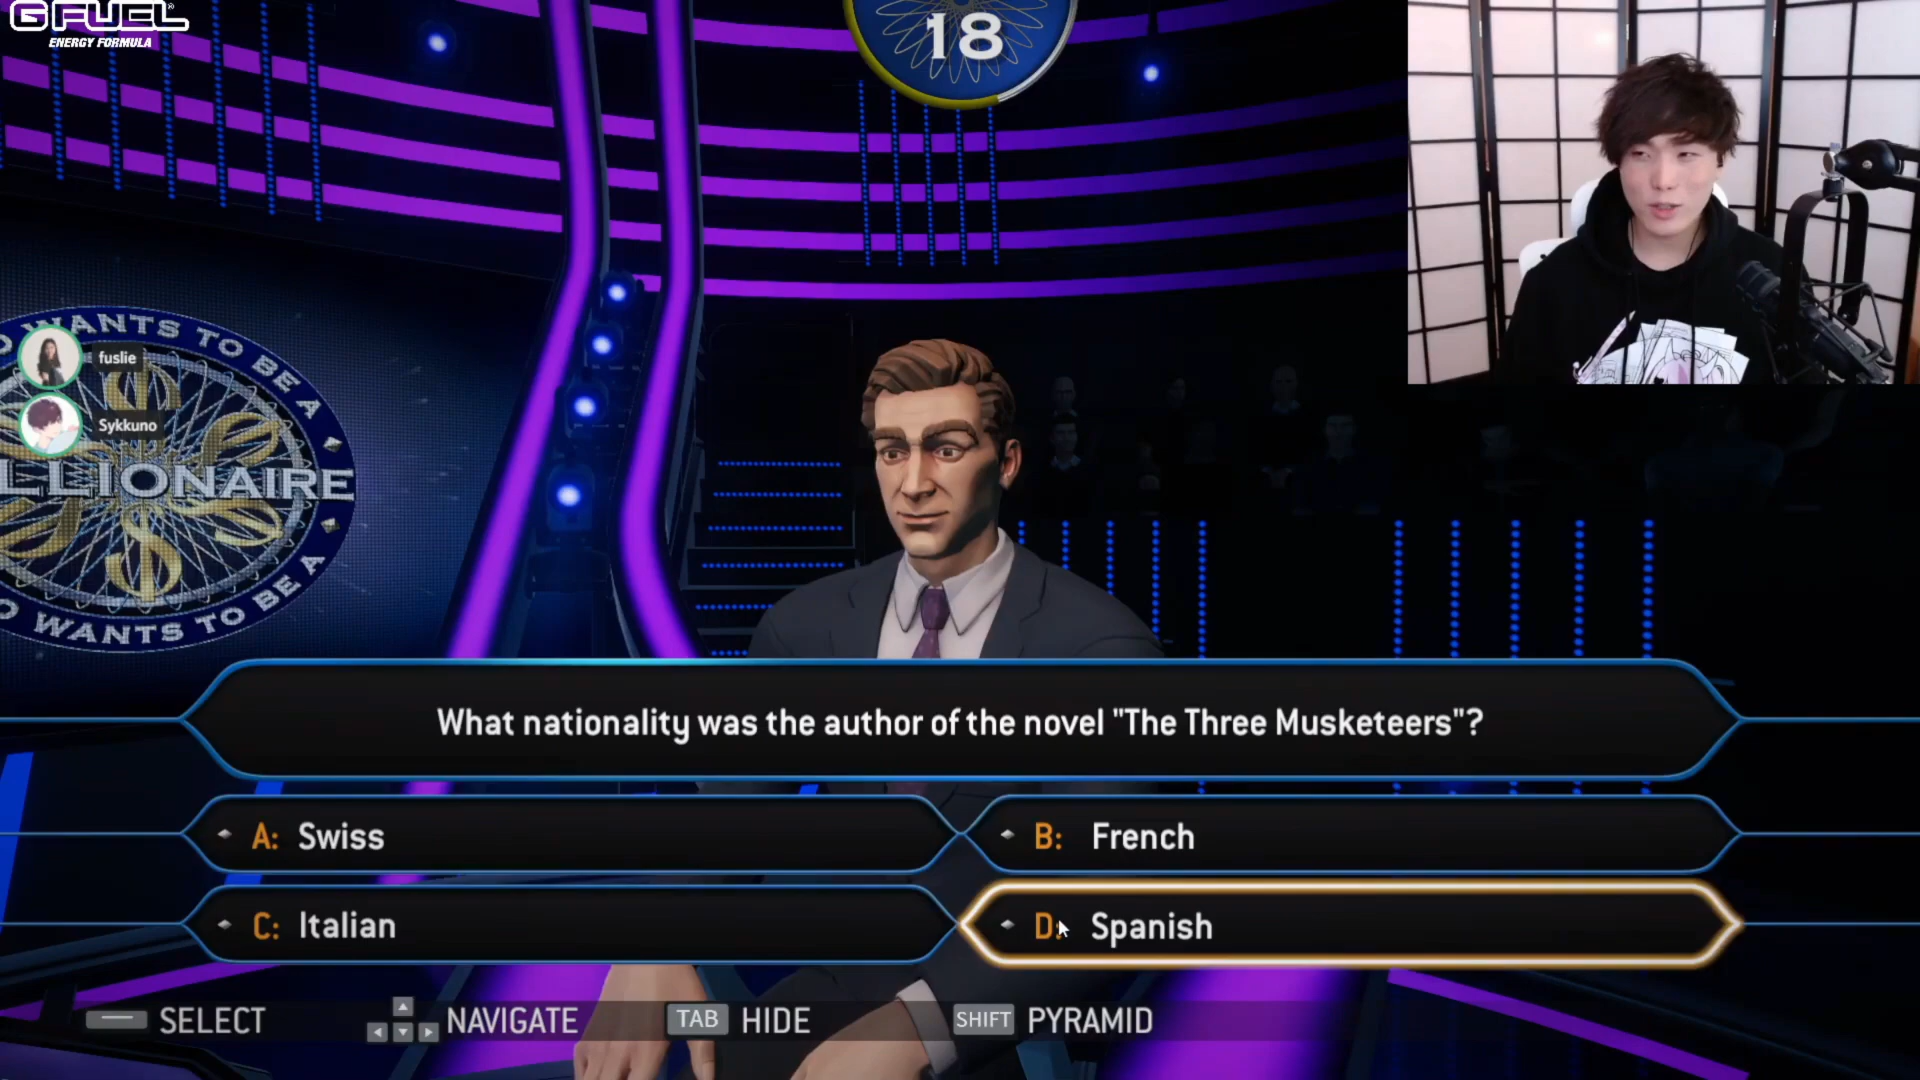 G FUEL
ENERGY FORMULA
18
WANTS TO BE A
fuslie
Sykkuno
LLIONAIRE
O WANTS TO BE A
What nationality was the author of the novel "The Three Musketeers"?
A: Swiss
B: French
C: Italian
D: Spanish
SELECT
NAVIGATE
TAB HIDE
SHIFT PYRAMID